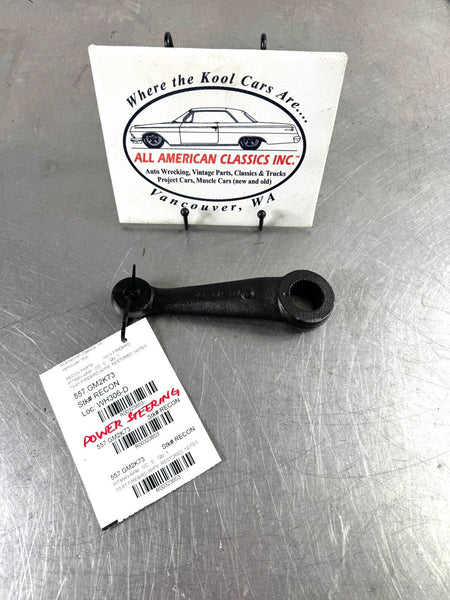 Where the Kool Cars Are....
ALL AMERICAN CLASSICS INC.™
Auto Wrecking, Vintage Parts, Classics & Trucks
Project Cars, Muscle Cars (new and old)
Vancouver, WA
557 GM2K73
Stk# RECON
Loc: WH306-D
POWER STEERING
557 GM2K73 Stk# RECON
557 GM2K73 Stk# RECON